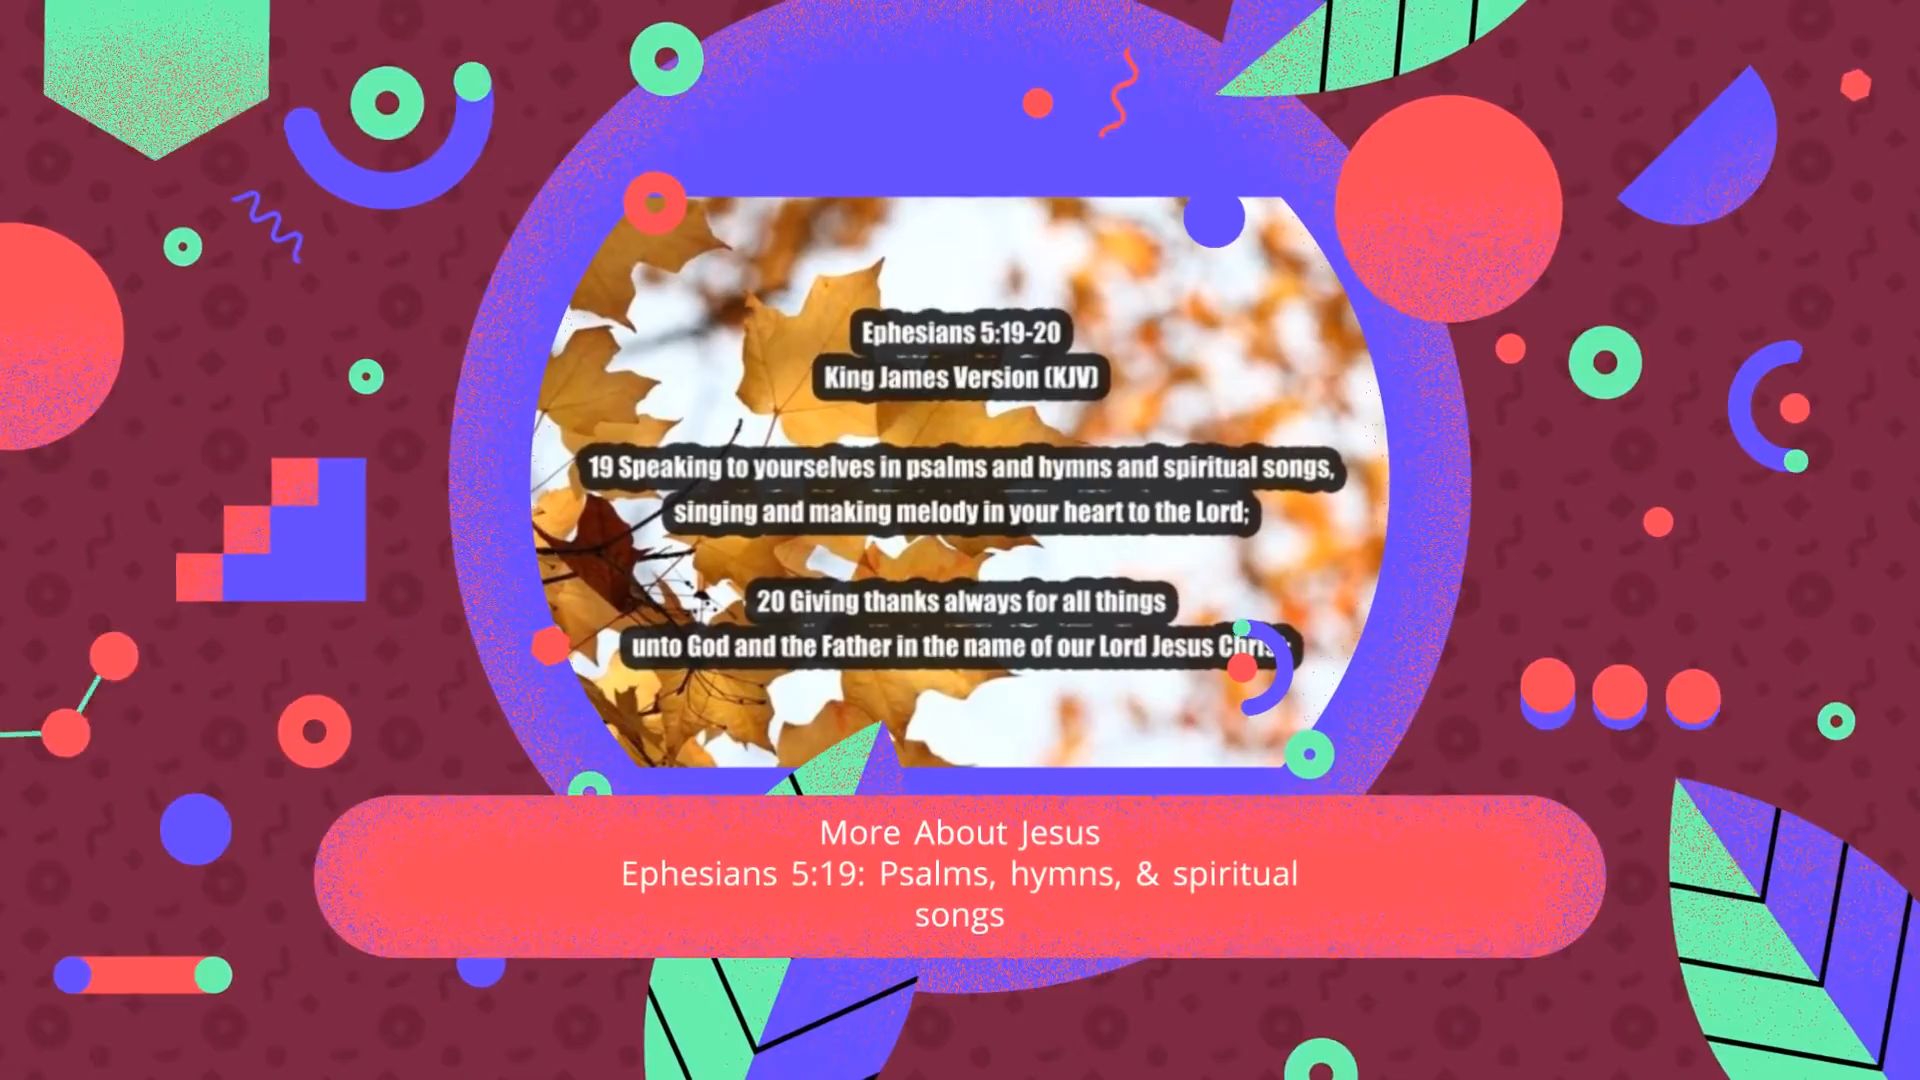 Ephesians 5:19-20
King James Version (KJV)
19 Speaking to yourselves in psalms and hymns and spiritual songs,
singing and making melody in your heart to the Lord;
20 Giving thanks always for all things
unto God and the Father in the name of our Lord Jesus
More About Jesus
Ephesians 5:19: Psalms, hymns, & spiritual
songs